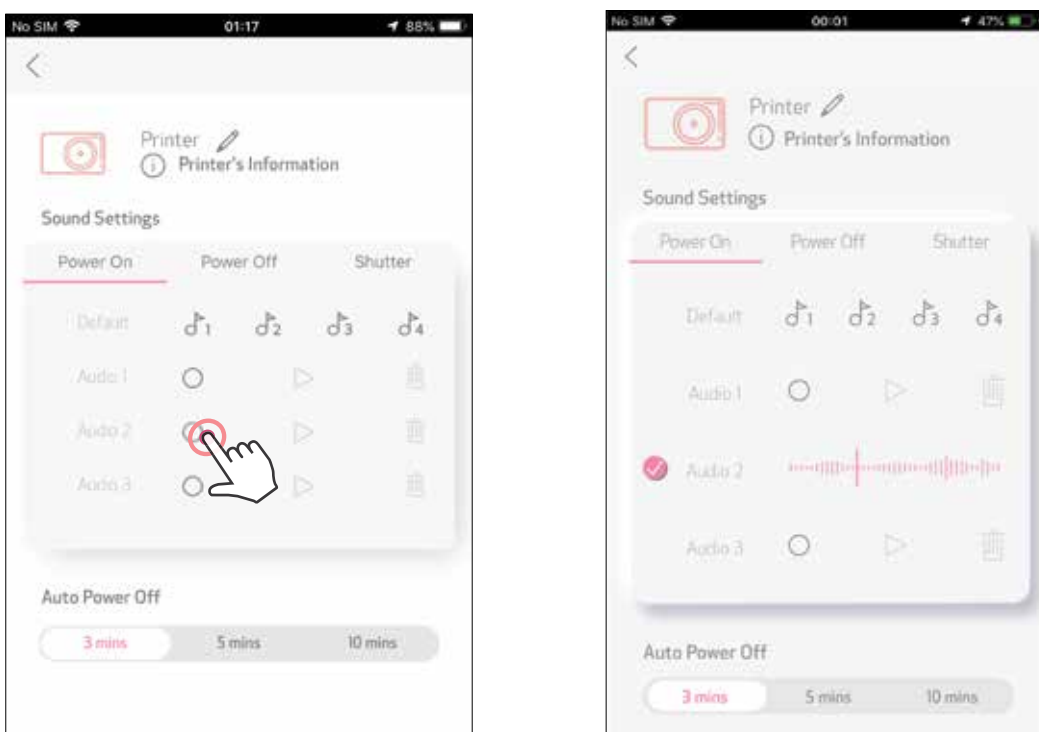 No SIM 01:17 88%
Printer
Printer's Information
Sound Settings
Power On Power Off Shutter
Default 1 2 3 4
Audio 1
Audio 2
Audio 3
Auto Power Off
3 mins 5 mins 10 mins
No SIM 00:01 47%
Printer
Printer's Information
Sound Settings
Power On Power Off Shutter
Default 1 2 3 4
Audio 1
Audio 2
Audio 3
Auto Power Off
3 mins 5 mins 10 mins